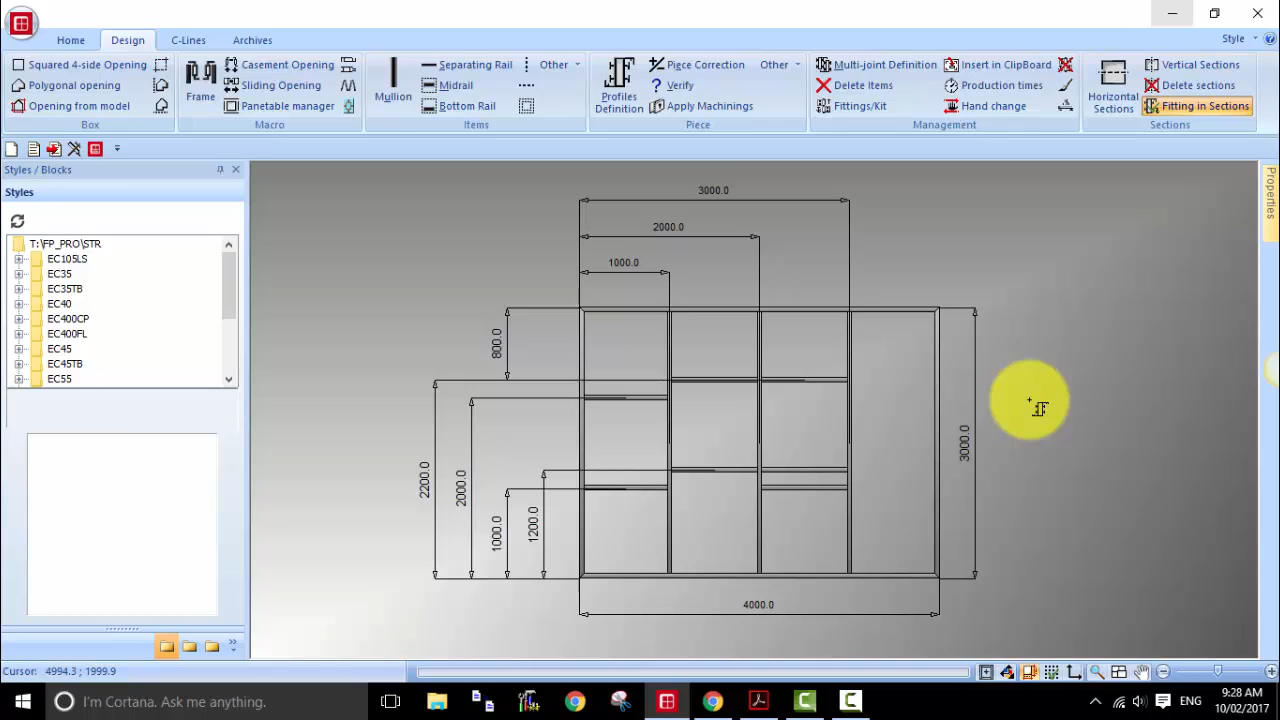 Home
Design
C-Lines
Archives
Style
Squared 4-side Opening
Polygonal opening
Opening from model
Box
Frame
Casement Opening
Sliding Opening
Panetable manager
Macro
Mullion
Separating Rail
Midrail
Bottom Rail
Other
Items
Profiles
Definition
Piece Correction
Verify
Apply Machinings
Other
Piece
Multi-joint Definition
Delete Items
Fittings/Kit
Insert in ClipBoard
Production times
Hand change
Management
Horizontal
Sections
Vertical Sections
Delete sections
Fitting in Sections
Sections
Styles / Blocks
Styles
T:\FP_PRO\STR
EC105LS
EC35
EC35TB
EC40
EC400CP
EC400FL
EC45
EC45TB
EC55
Properties
3000.0
2000.0
1000.0
800.0
2200.0
2000.0
1000.0
1200.0
3000.0
4000.0
Cursor: 4994.3 ; 1999.9
I'm Cortana. Ask me anything.
ENG
9:28 AM
10/02/2017